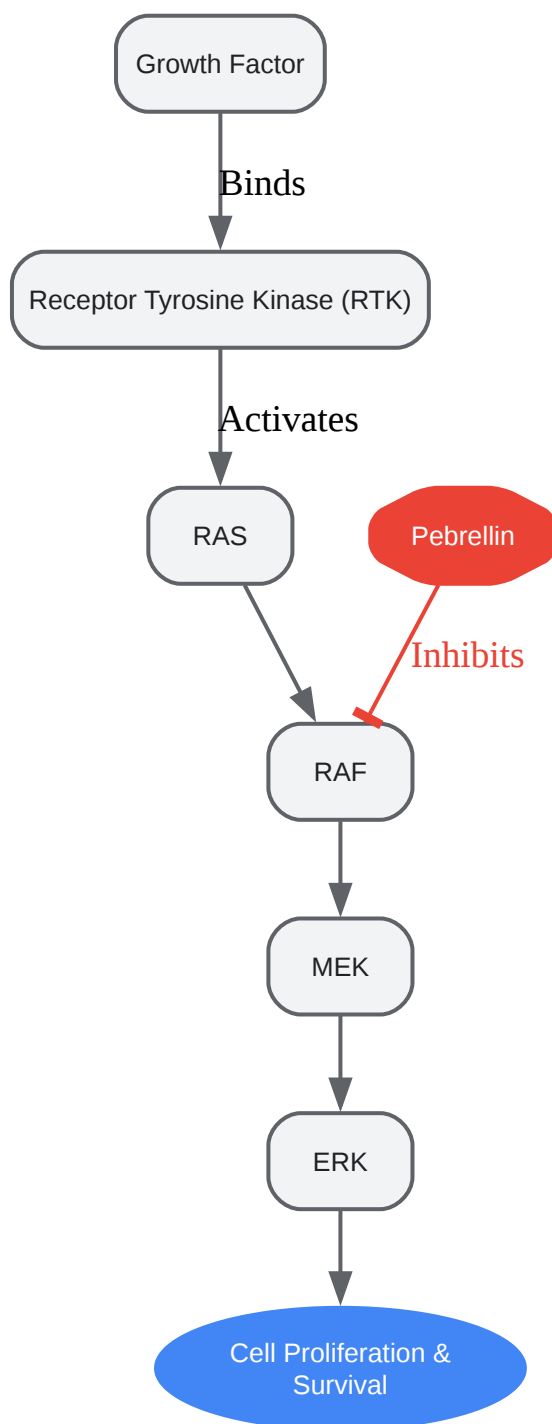 Growth Factor
Binds
Receptor Tyrosine Kinase (RTK)
Activates
RAS
Pebrellin
Inhibits
RAF
MEK
ERK
Cell Proliferation &
Survival